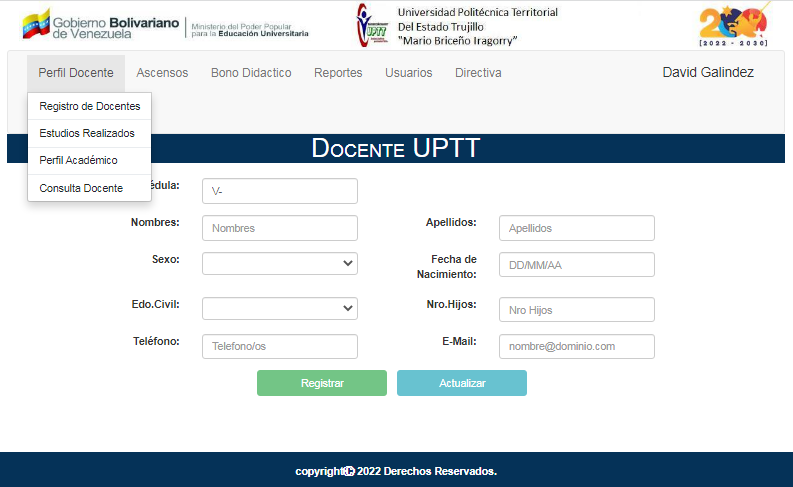 Gobierno Bolivariano
de Venezuela
Ministerio del Poder Popular
para la Educación Universitaria
UPTT
Universidad Politécnica Territorial
Del Estado Trujillo
"Mario Briceño Iragorry"
200
[2022 - 2030]
Perfil Docente
Ascensos
Bono Didactico
Reportes
Usuarios
Directiva
David Galindez
Registro de Docentes
Estudios Realizados
Perfil Académico
Consulta Docente
Docente UPTT
édula:
V-
Nombres:
Nombres
Apellidos:
Apellidos
Sexo:
Fecha de
Nacimiento:
DD/MM/AA
Edo.Civil:
Nro.Hijos:
Nro Hijos
Teléfono:
Telefono/os
E-Mail:
nombre@dominio.com
Registrar
Actualizar
copyright© 2022 Derechos Reservados.